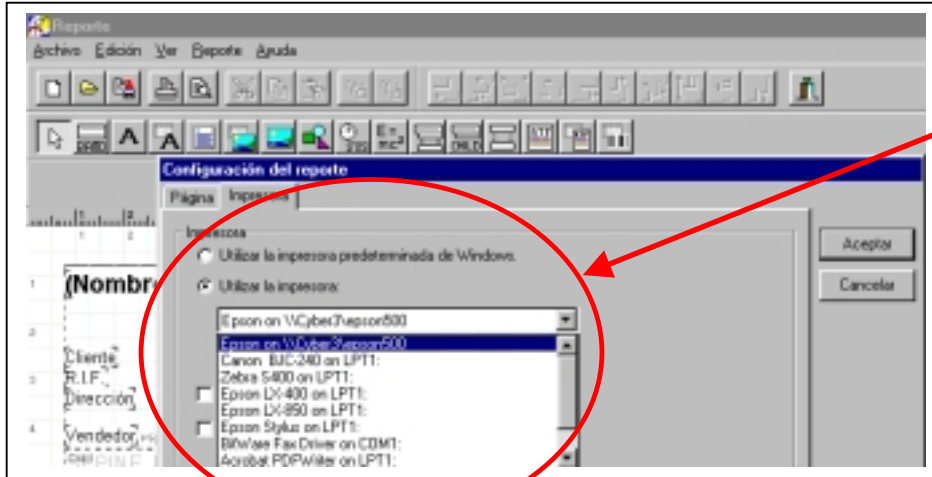 Reporte
Archivo Edición Ver Reporte Ayuda
Configuración del reporte
Página Impresora
Impresora
Utilizar la impresora predeterminada de Windows.
Utilizar la impresora:
Aceptar
Cancelar
Epson on \\Cyber3\epson500
Epson on \\Cyber3\epson500
Canon BJC-240 on LPT1:
Zebra S400 on LPT1:
Epson LX-400 on LPT1:
Epson LX-850 on LPT1:
Epson Stylus on LPT1:
BitWare Fax Driver on COM1:
Acrobat PDFWriter on LPT1:
(Nombre
Cliente
R.I.F.
Dirección
Vendedor